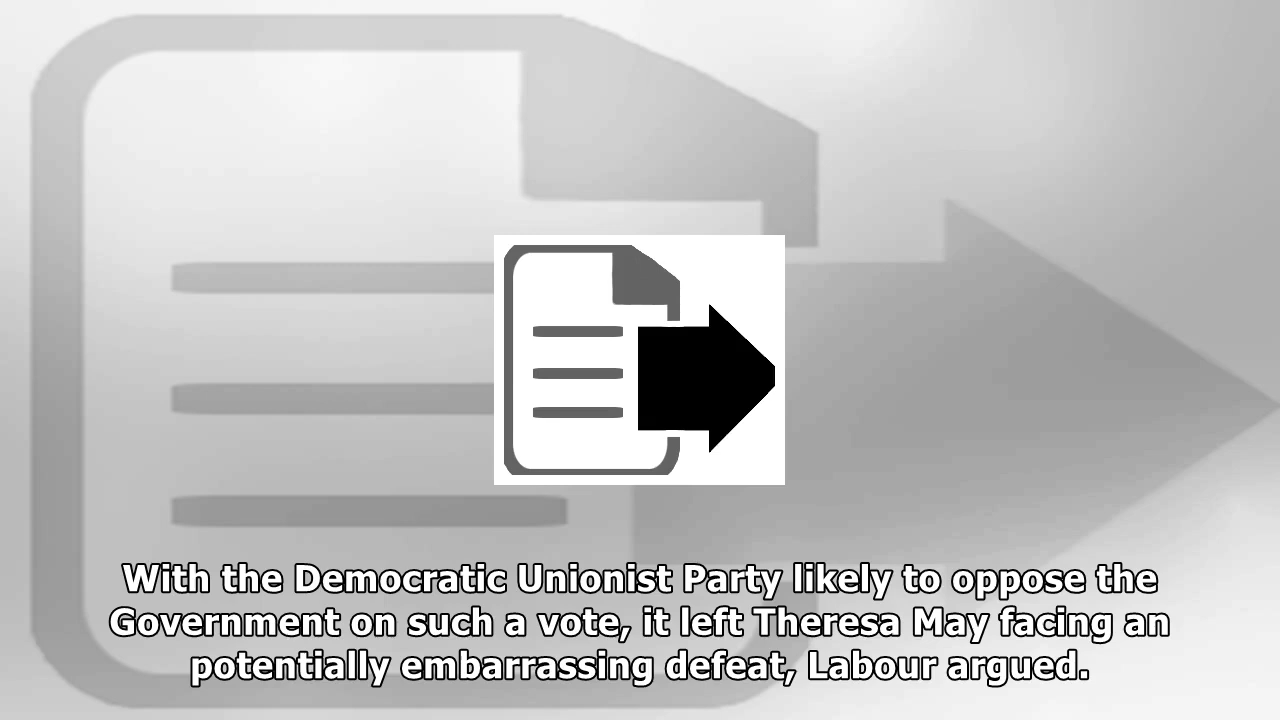 With the Democratic Unionist Party likely to oppose the
Government on such a vote, it left Theresa May facing an
potentially embarrassing defeat, Labour argued.